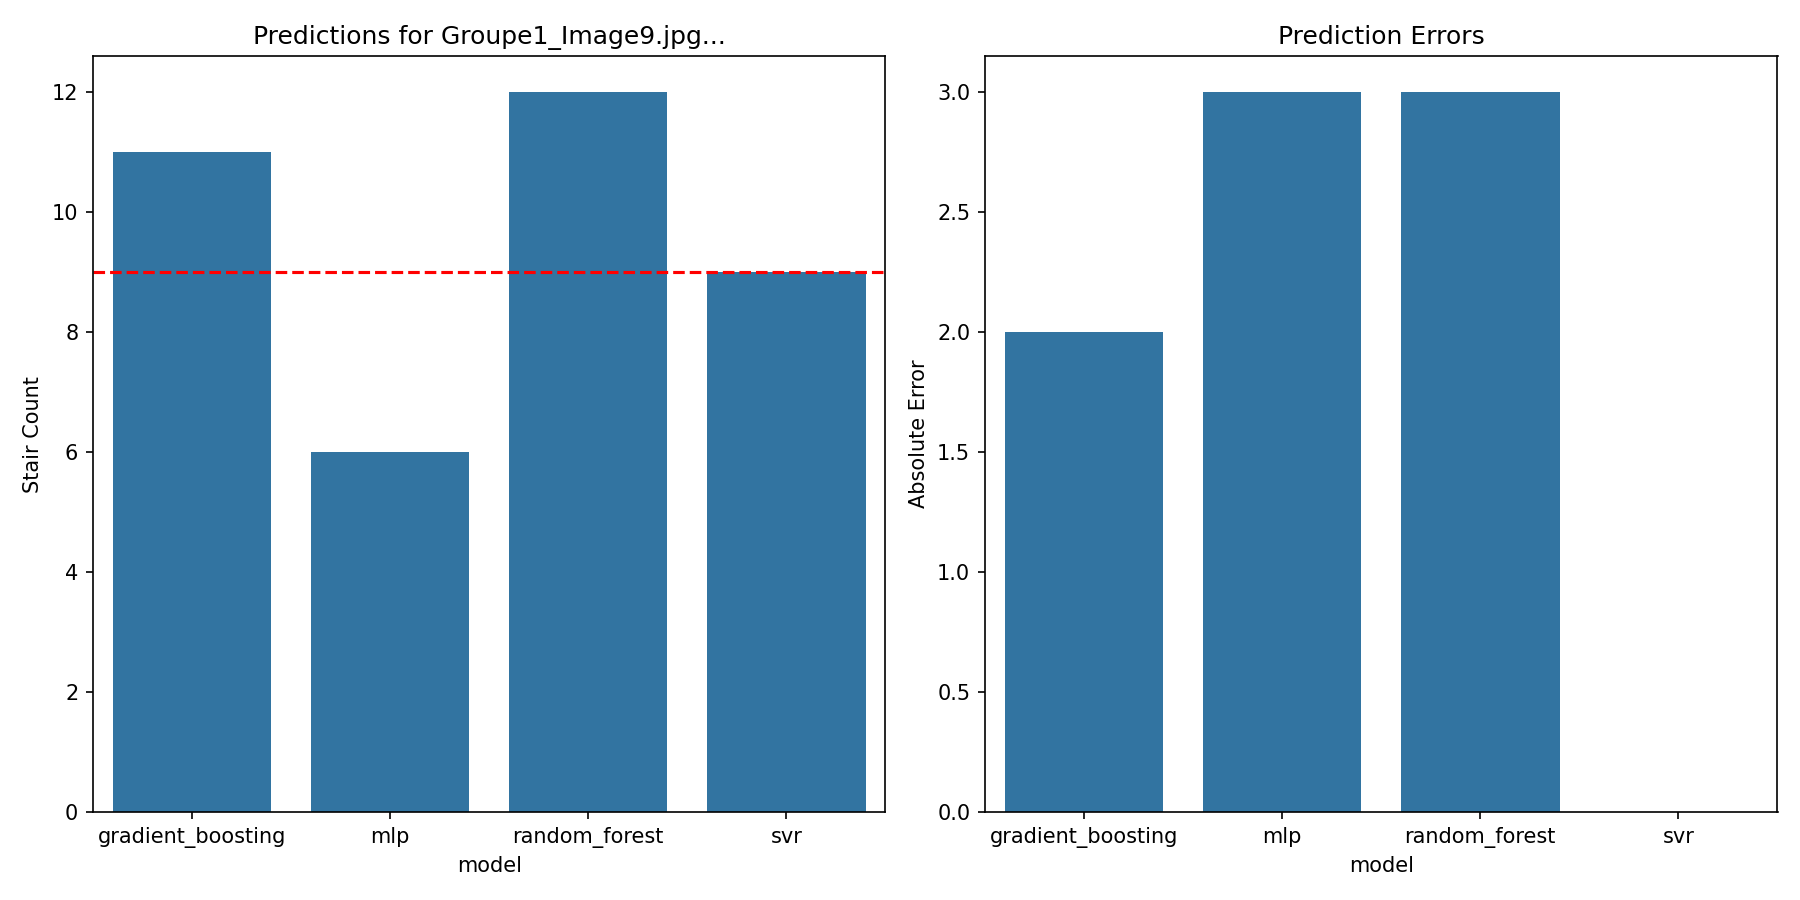 Predictions for Groupe1_Image9.jpg...
Stair Count
12
10
8
6
4
2
0
gradient_boosting mlp random_forest svr
model
Prediction Errors
Absolute Error
3.0
2.5
2.0
1.5
1.0
0.5
0.0
gradient_boosting mlp random_forest svr
model